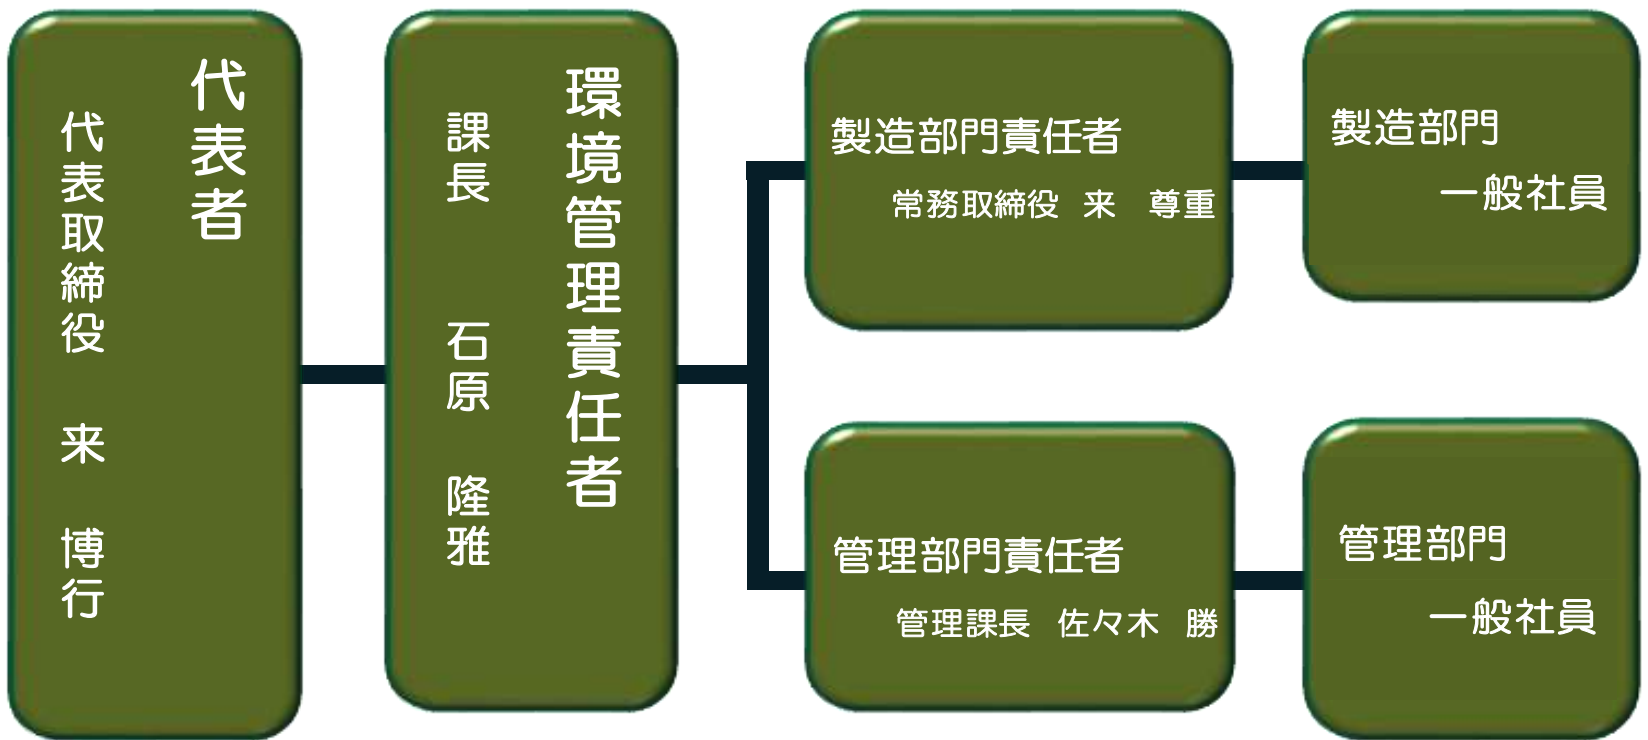 代表者
代表取締役　来　博行
環境管理責任者
課長　　石原　隆雅
製造部門責任者
常務取締役　来　尊重
製造部門
一般社員
管理部門責任者
管理課長　佐々木　勝
管理部門
一般社員